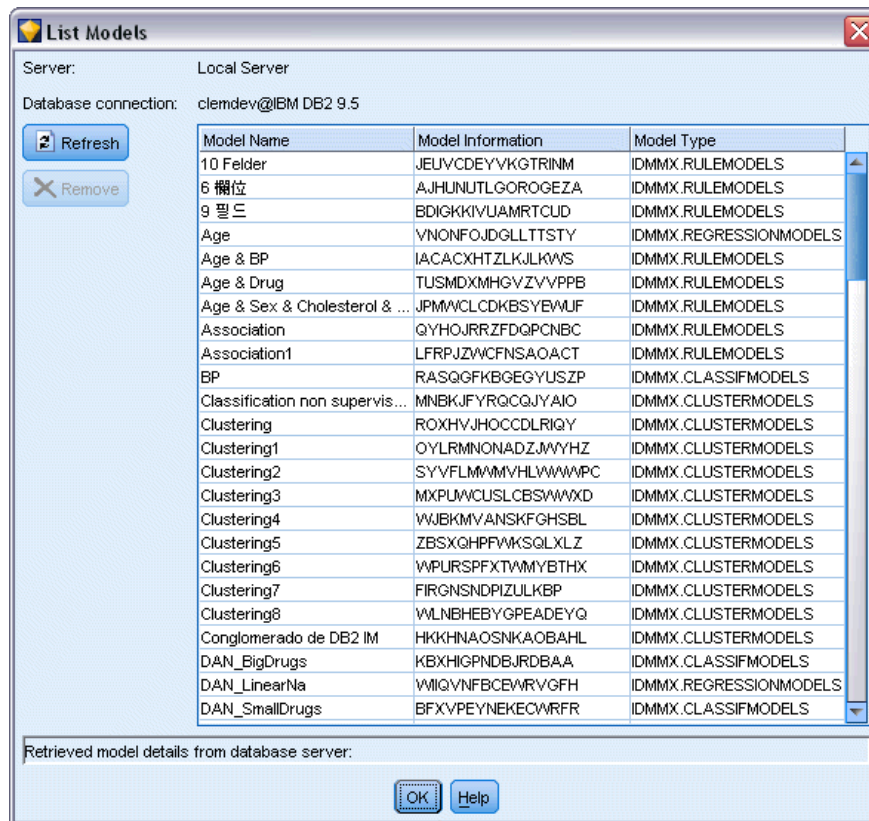 List Models
Server: Local Server
Database connection: clemdev@IBM DB2 9.5
Refresh
Remove
Model Name Model Information Model Type
10 Felder JEUVCDEYVKGTRINM IDMMX.RULEMODELS
6 欄位 AJHUNUTLGOROGEZA IDMMX.RULEMODELS
9 필드 BDIGKKIVUAMRTCUD IDMMX.RULEMODELS
Age VNONFOJDGLLTTSTY IDMMX.REGRESSIONMODELS
Age & BP IACACXHTZLKJLKWS IDMMX.RULEMODELS
Age & Drug TUSMDXMHGVZVVPPB IDMMX.RULEMODELS
Age & Sex & Cholesterol & ... JPMWCLCDKBSYEWUF IDMMX.RULEMODELS
Association QYHOJRRZFDQPCNBC IDMMX.RULEMODELS
Association1 LFRPJZWCFNSAOACT IDMMX.RULEMODELS
BP RASQGFKBGEGYUSZP IDMMX.CLASSIFMODELS
Classification non supervis... MNBKJFYRQCQJYAIO IDMMX.CLUSTERMODELS
Clustering ROXHVJHOCCDLRIQY IDMMX.CLUSTERMODELS
Clustering1 OYLRMNONADZJWYHZ IDMMX.CLUSTERMODELS
Clustering2 SYVFLMWMVHLWWWPC IDMMX.CLUSTERMODELS
Clustering3 MXPUWCUSLCBSWWXD IDMMX.CLUSTERMODELS
Clustering4 WJBKMVANSKFGHSBL IDMMX.CLUSTERMODELS
Clustering5 ZBSXQHPFWKSQLXLZ IDMMX.CLUSTERMODELS
Clustering6 WPURSPFXTWMYBTHX IDMMX.CLUSTERMODELS
Clustering7 FIRGNSNDPIZULKBP IDMMX.CLUSTERMODELS
Clustering8 WLNBHEBYGPEADEYQ IDMMX.CLUSTERMODELS
Conglomerado de DB2 IM HKKHNAOSNKAOBAHL IDMMX.CLUSTERMODELS
DAN_BigDrugs KBXHIGPNDBJRDBAA IDMMX.CLASSIFMODELS
DAN_LinearNa WIIQVNFBCEWRVGFH IDMMX.REGRESSIONMODELS
DAN_SmallDrugs BFXVPEYNEKECWRFR IDMMX.CLASSIFMODELS
Retrieved model details from database server:
OK Help